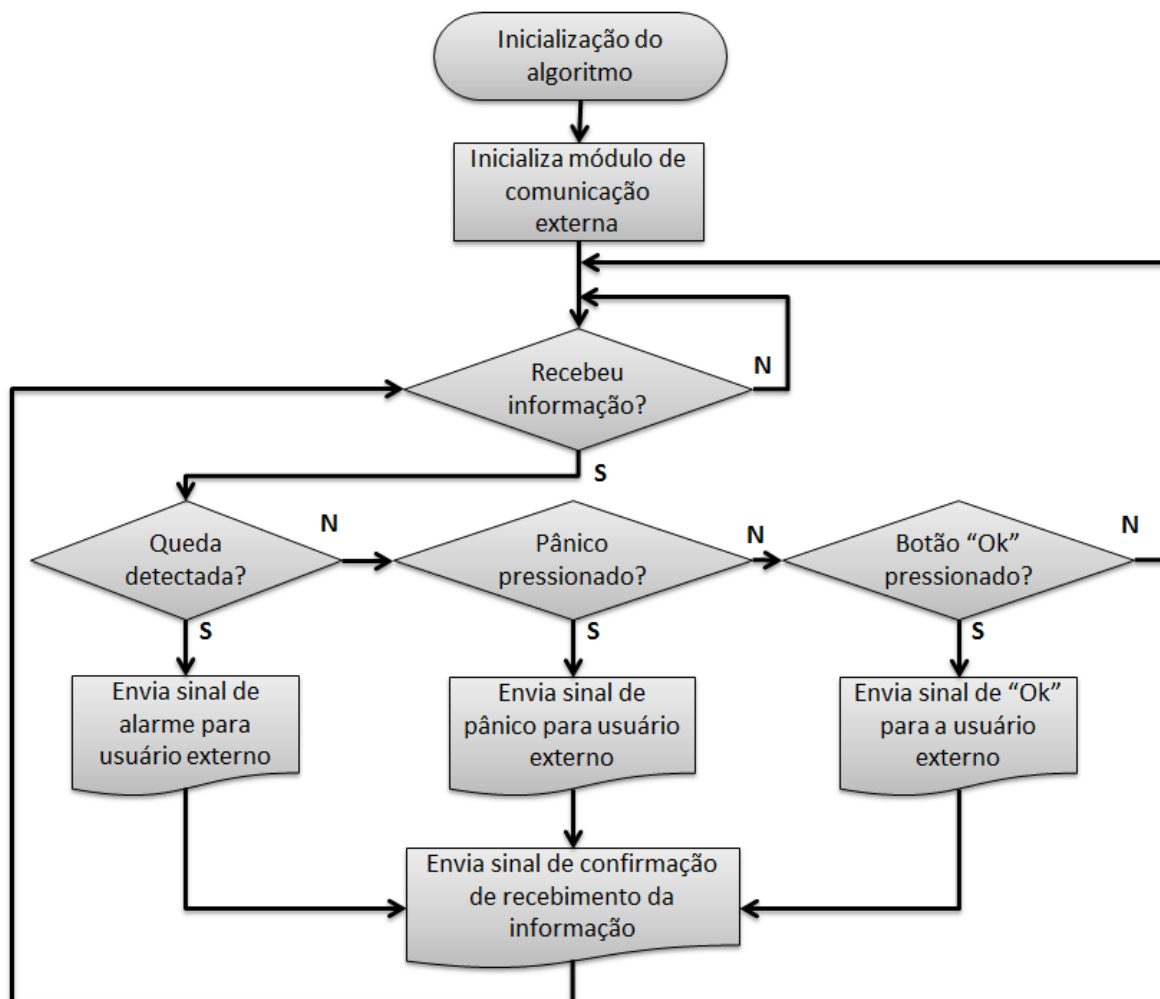 Inicialização do
algoritmo
Inicializa módulo de
comunicação
externa
Recebeu
informação?
N
S
Queda
detectada?
N
S
Pânico
pressionado?
N
S
Botão “Ok”
pressionado?
N
S
Envia sinal de
alarme para
usuário externo
Envia sinal de
pânico para usuário
externo
Envia sinal de “Ok”
para a usuário
externo
Envia sinal de confirmação
de recebimento da
informação